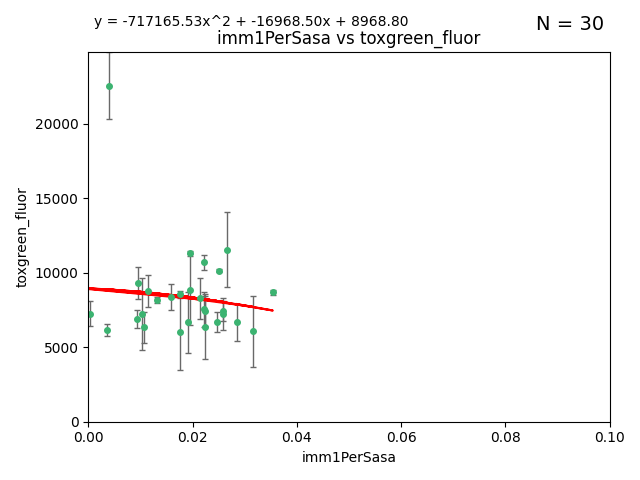 y = -717165.53x^2 + -16968.50x + 8968.80
N = 30
imm1PerSasa vs toxgreen_fluor
toxgreen_fluor
20000
15000
10000
5000
0
0.00 0.02 0.04 0.06 0.08 0.10
imm1PerSasa